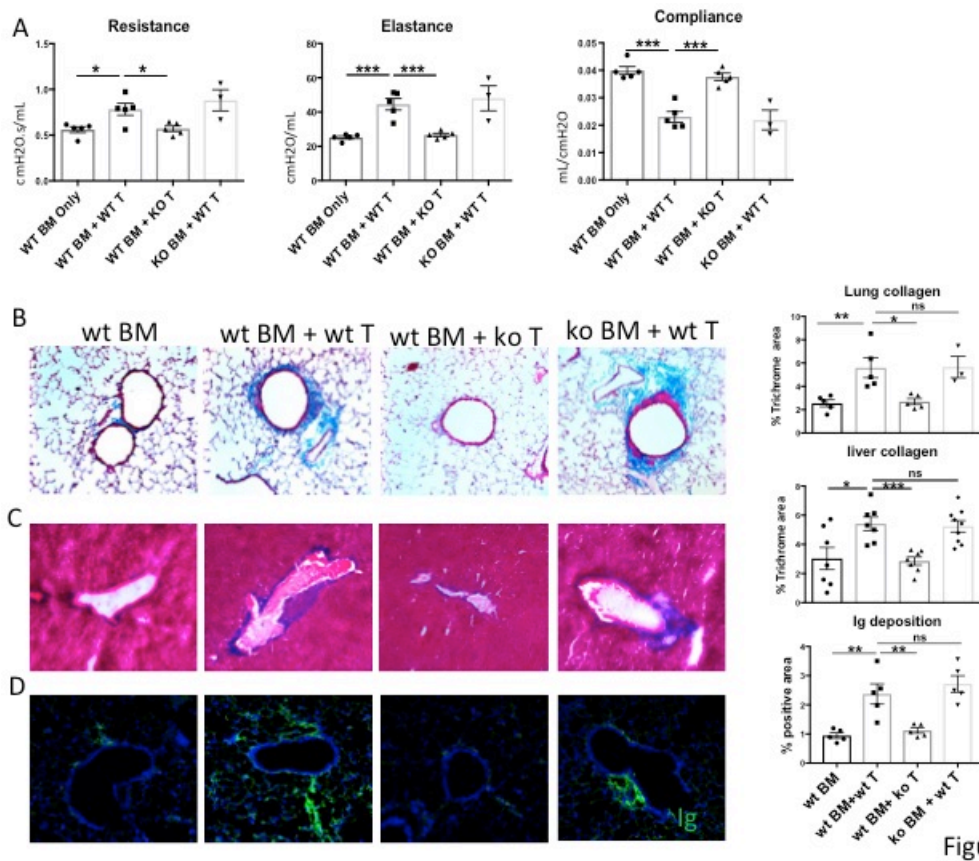 A
Resistance
cmH2O.s/mL
1.5
1.0
0.5
0.0
*
*
WT BM Only
WT BM + WT T
WT BM + KO T
KO BM + WT T
Elastance
cmH2O/mL
80
60
40
20
0
***
***
WT BM Only
WT BM + WT T
WT BM + KO T
KO BM + WT T
Compliance
mL/cmH2O
0.05
0.04
0.03
0.02
0.01
0.00
***
***
WT BM Only
WT BM + WT T
WT BM + KO T
KO BM + WT T
B
wt BM
wt BM + wt T
wt BM + ko T
ko BM + wt T
C
D
Ig
Lung collagen
ns
**
*
% Trichrome area
10
8
6
4
2
0
liver collagen
ns
*
***
% Trichrome area
8
6
4
2
0
Ig deposition
ns
**
**
% positive area
4
3
2
1
0
wt BM
wt BM+wt T
wt BM+ ko T
ko BM + wt T